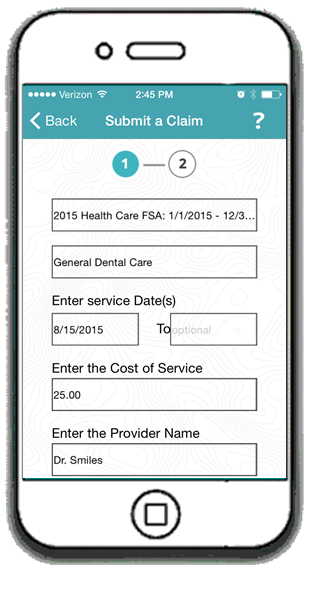 Verizon 2:45 PM
Back Submit a Claim ?
1 2
2015 Health Care FSA: 1/1/2015 - 12/3...
General Dental Care
Enter service Date(s)
8/15/2015 To optional
Enter the Cost of Service
25.00
Enter the Provider Name
Dr. Smiles